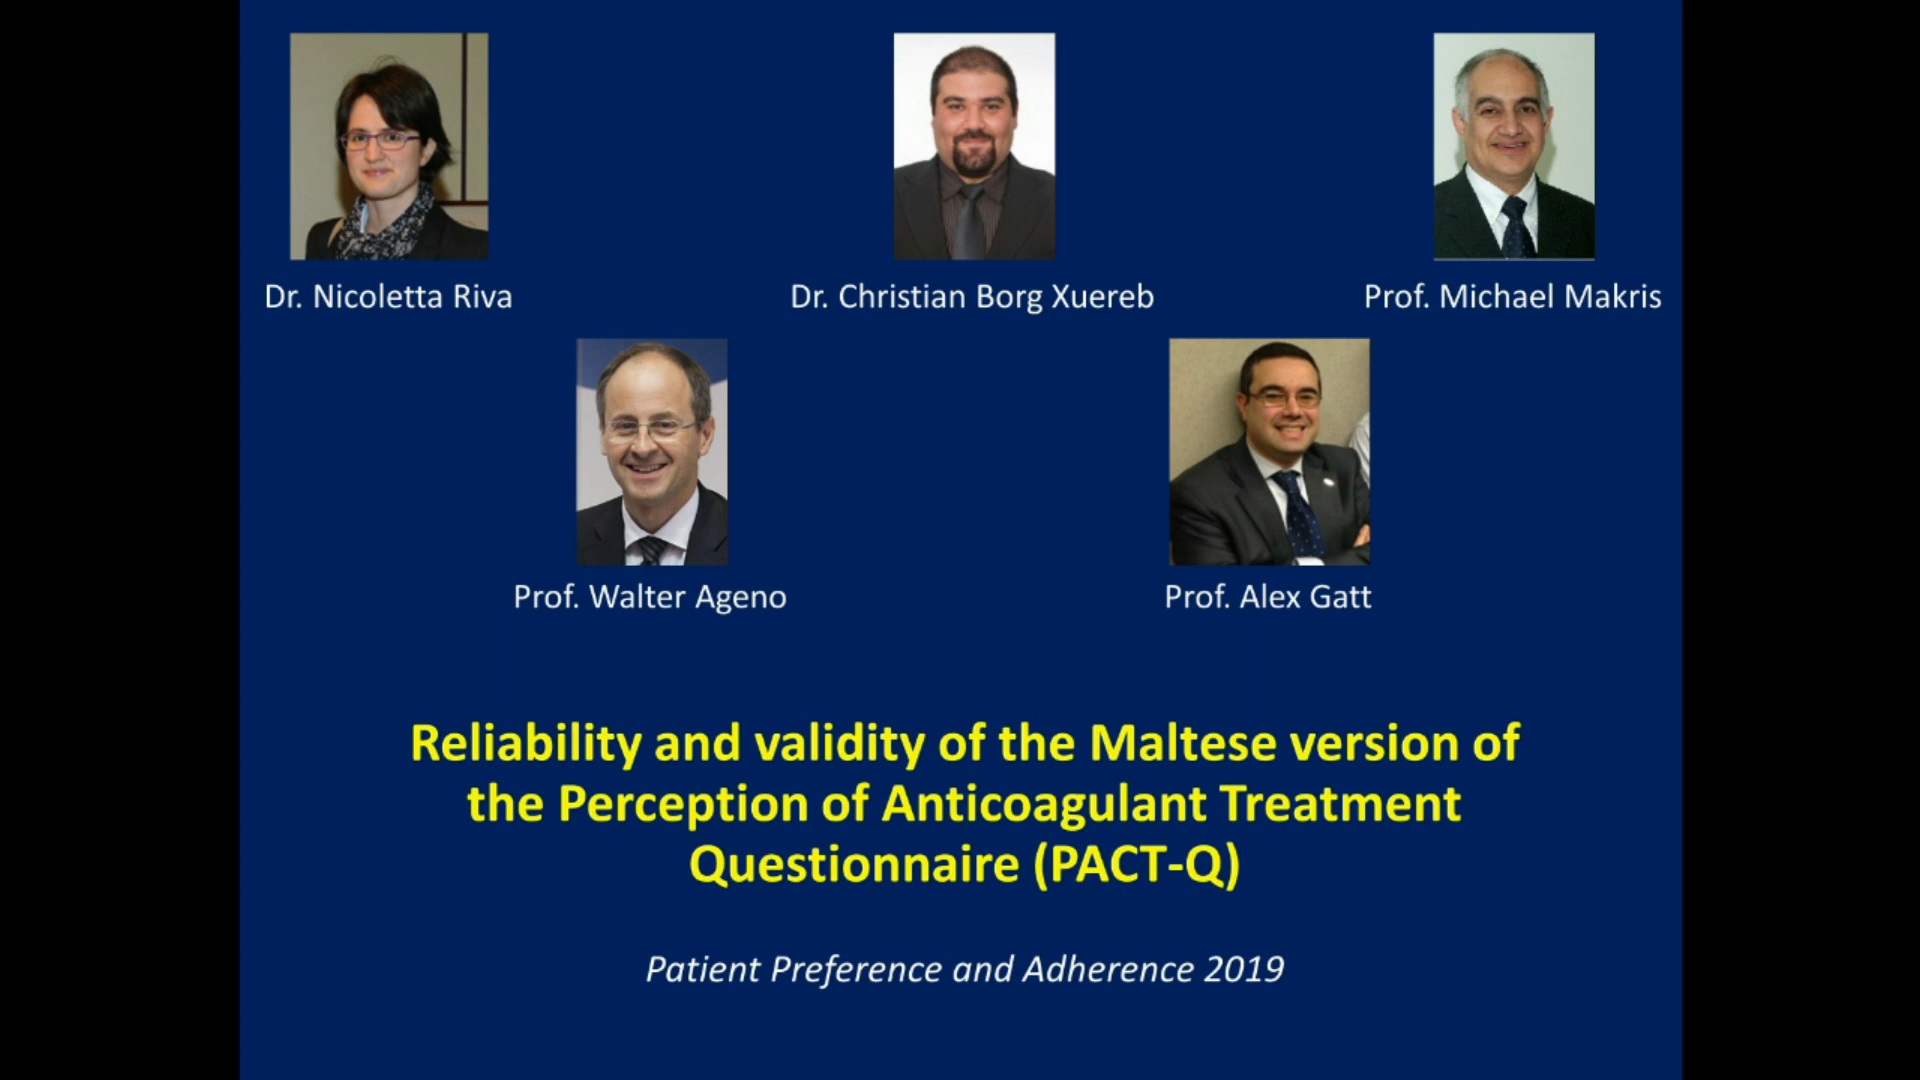 Dr. Nicoletta Riva
Dr. Christian Borg Xuereb
Prof. Michael Makris
Prof. Walter Ageno
Prof. Alex Gatt
Reliability and validity of the Maltese version of
the Perception of Anticoagulant Treatment
Questionnaire (PACT-Q)
Patient Preference and Adherence 2019